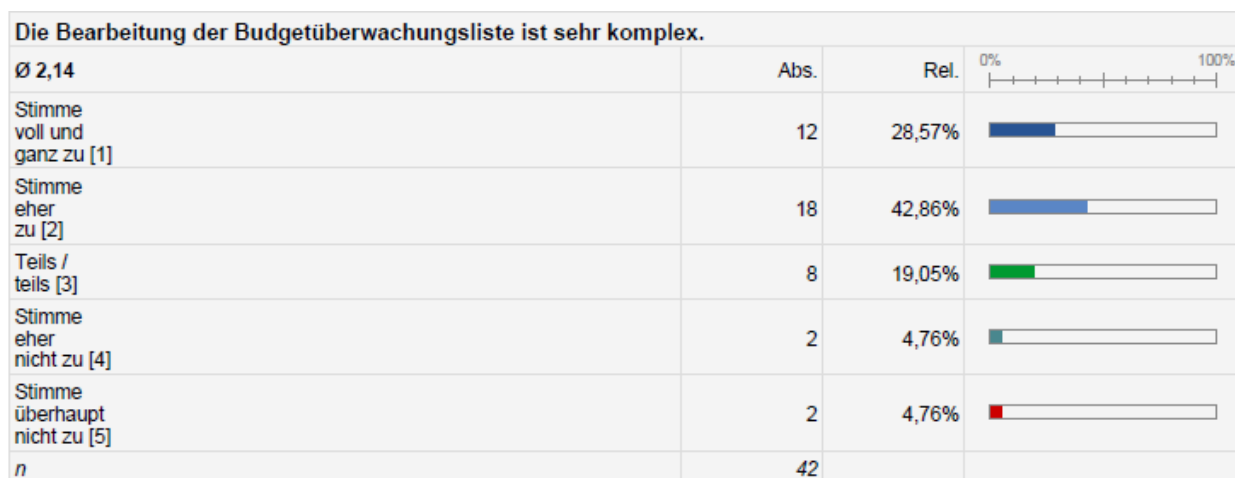 Die Bearbeitung der Budgetüberwachungsliste ist sehr komplex.
Ø 2,14 Abs. Rel. 0% 100%
Stimme
voll und
ganz zu [1] 12 28,57%
Stimme
eher
zu [2] 18 42,86%
Teils /
teils [3] 8 19,05%
Stimme
eher
nicht zu [4] 2 4,76%
Stimme
überhaupt
nicht zu [5] 2 4,76%
n 42